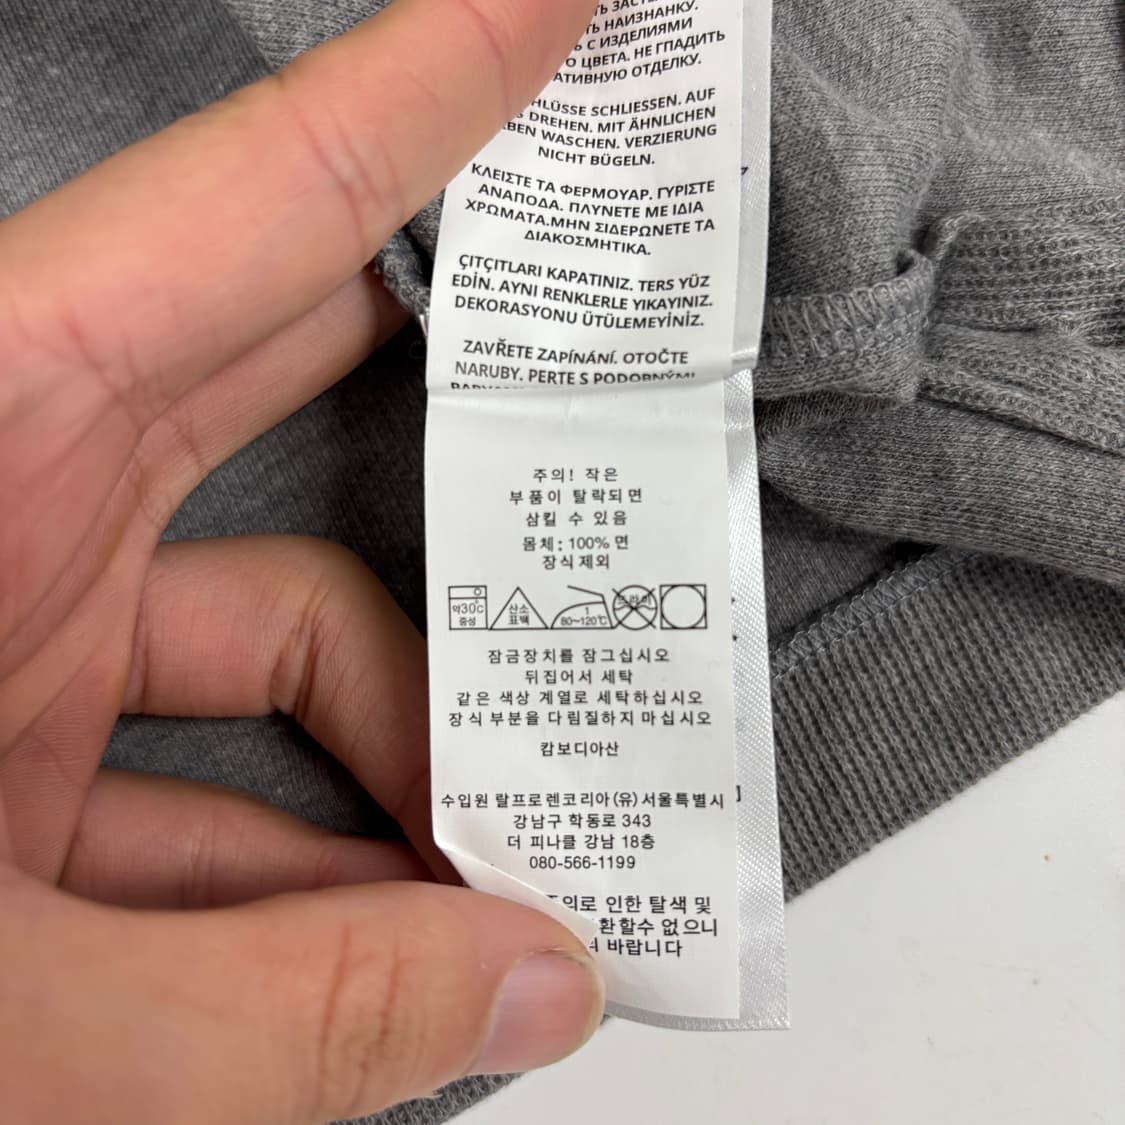 НАИЗНАНКУ.
С ИЗДЕЛИЯМИ
ЦВЕТА. НЕ ГПАДИТЬ
ОТДЕЛКУ.
SCHLIESSEN. AUF
DREHEN. MIT ÄHNLICHEN
WASCHEN. VERZIERUNG
NICHT BÜGELN.
ΚΛΕΙΣΤΕ ΤΑ ΦΕΡΜΟΥΑΡ. ΓΥΡΙΣΤΕ
ΑΝΑΠΟΔΑ. ΠΛΥΝΕΤΕ ΜΕ ΙΔΙΑ
ΧΡΩΜΑΤΑ.ΜΗΝ ΣΙΔΕΡΩΝΕΤΕ ΤΑ
ΔΙΑΚΟΣΜΗΤΙΚΑ.
ÇITÇITLARI KAPATINIZ. TERS YÜZ
EDİN. AYNI RENKLERLE YIKAYINIZ.
DEKORASYONU ÜTÜLEMEYİNİZ.
ZAVŘETE ZAPÍNÁNÍ. OTOČTE
NARUBY. PERTE S PODOBNÝMI
주의! 작은
부품이 탈락되면
삼킬 수 있음
몸체: 100% 면
장식제외
약30℃ 중성 산소 표백 1 80~120℃ 드라이
잠금장치를 잠그십시오
뒤집어서 세탁
같은 색상 계열로 세탁하십시오
장식 부분을 다림질하지 마십시오
캄보디아산
수입원 랄프로렌코리아(유) 서울특별시
강남구 학동로 343
더 피나클 강남 18층
080-566-1199
인한 탈색 및
없으니
바랍니다